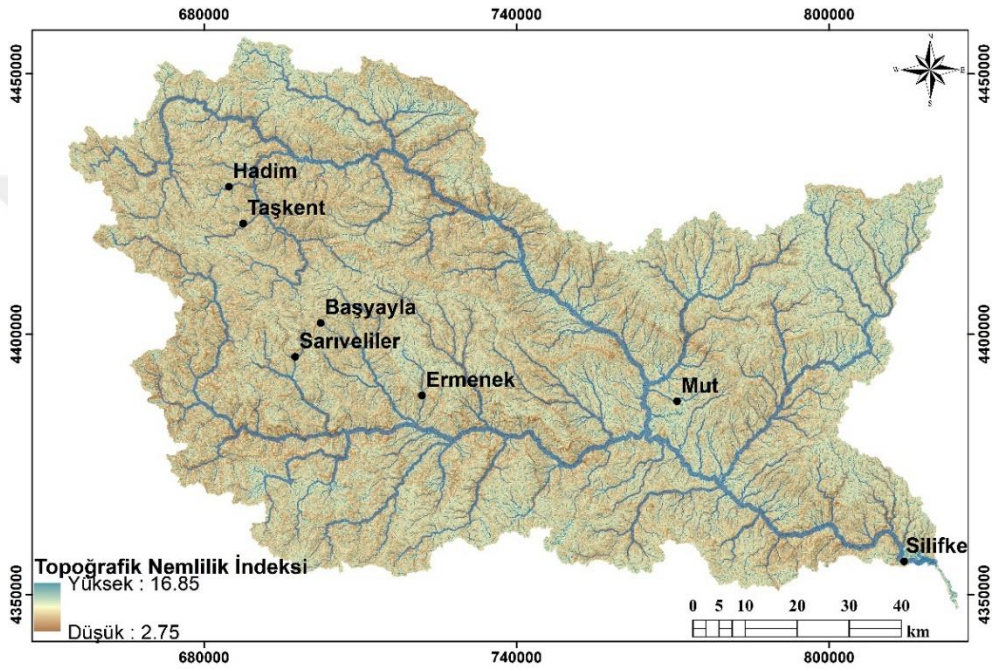 680000 740000 800000
4450000 4450000
N
W E
S
Hadim
Taşkent
Başyayla
4400000 4400000
Sarıveliler
Ermenek
Mut
Silifke
Topoğrafik Nemlilik İndeksi
Yüksek : 16.85
4350000 4350000
Düşük : 2.75
0 5 10 20 30 40
km
680000 740000 800000